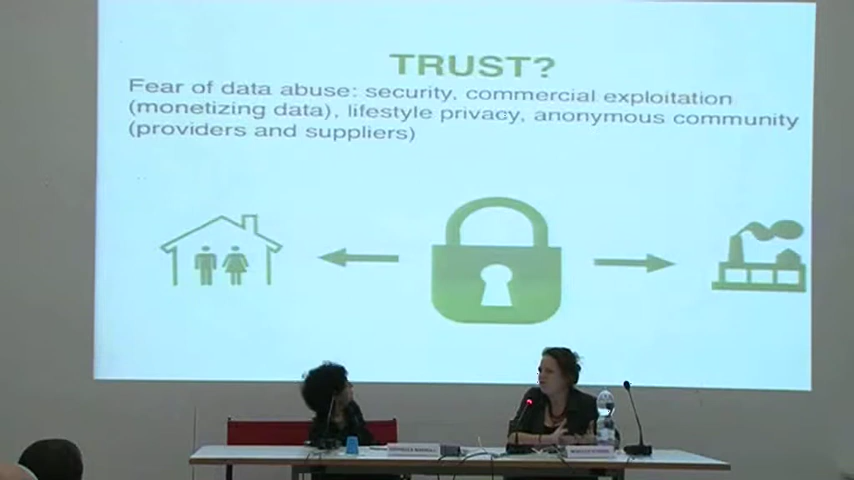 TRUST?
Fear of data abuse: security, commercial exploitation
(monetizing data), lifestyle privacy, anonymous community
(providers and suppliers)